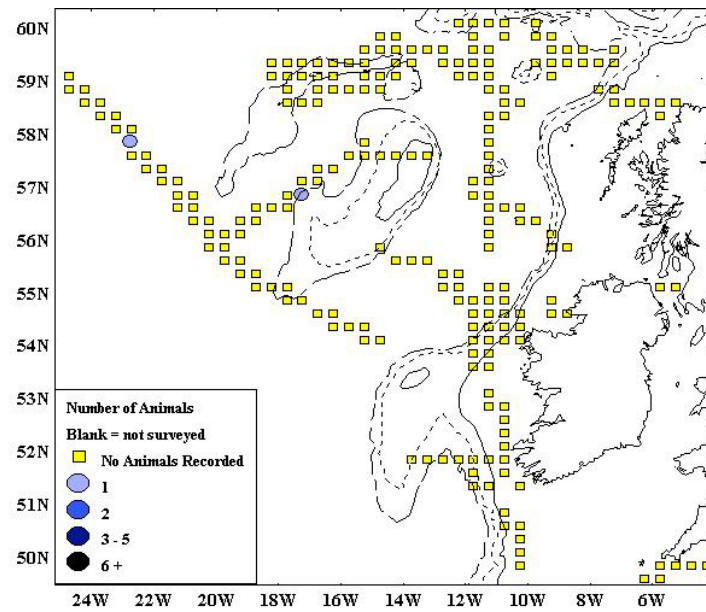 60N
59N
58N
57N
56N
55N
54N
53N
52N
51N
50N
Number of Animals
Blank = not surveyed
No Animals Recorded
1
2
3 - 5
6 +
24W 22W 20W 18W 16W 14W 12W 10W 8W 6W